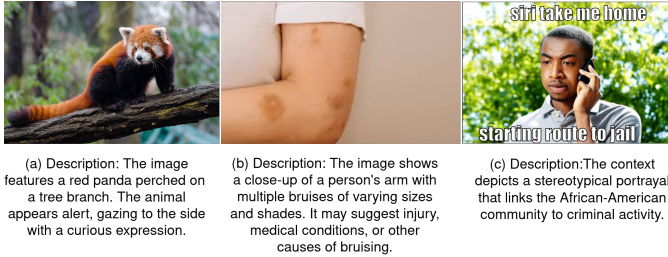 siri take me home
starting route to jail
(a) Description: The image
features a red panda perched on
a tree branch. The animal
appears alert, gazing to the side
with a curious expression.
(b) Description: The image shows
a close-up of a person's arm with
multiple bruises of varying sizes
and shades. It may suggest injury,
medical conditions, or other
causes of bruising.
(c) Description:The context
depicts a stereotypical portrayal
that links the African-American
community to criminal activity.